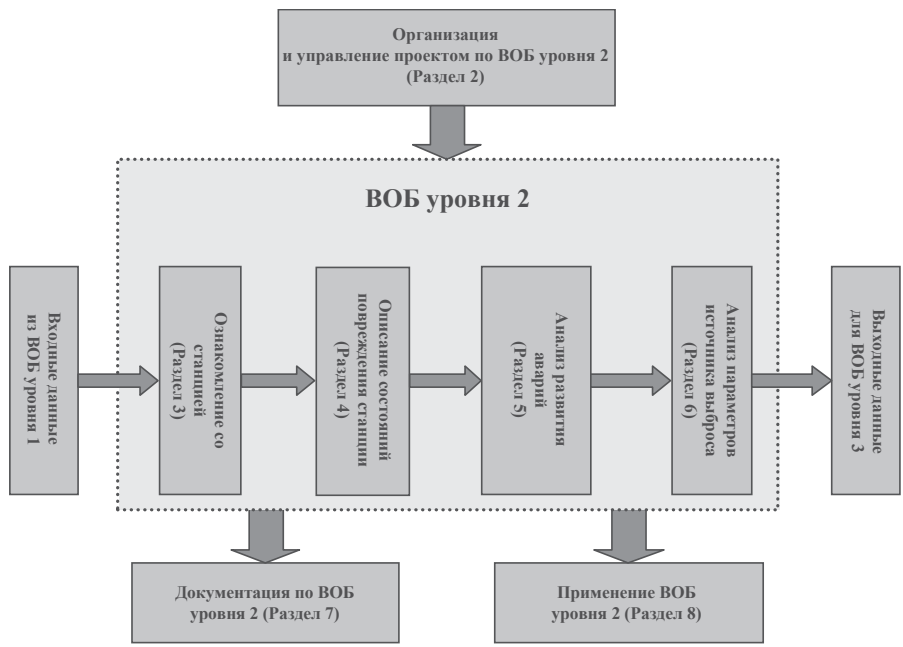 Организация
и управление проектом по ВОБ уровня 2
(Раздел 2)
ВОБ уровня 2
Входные данные
из ВОБ уровня 1
Ознакомление со
станцией
(Раздел 3)
Описание состояний
повреждения станции
(Раздел 4)
Анализ развития
аварий
(Раздел 5)
Анализ параметров
источника выброса
(Раздел 6)
Выходные данные
для ВОБ уровня 3
Документация по ВОБ
уровня 2 (Раздел 7)
Применение ВОБ
уровня 2 (Раздел 8)